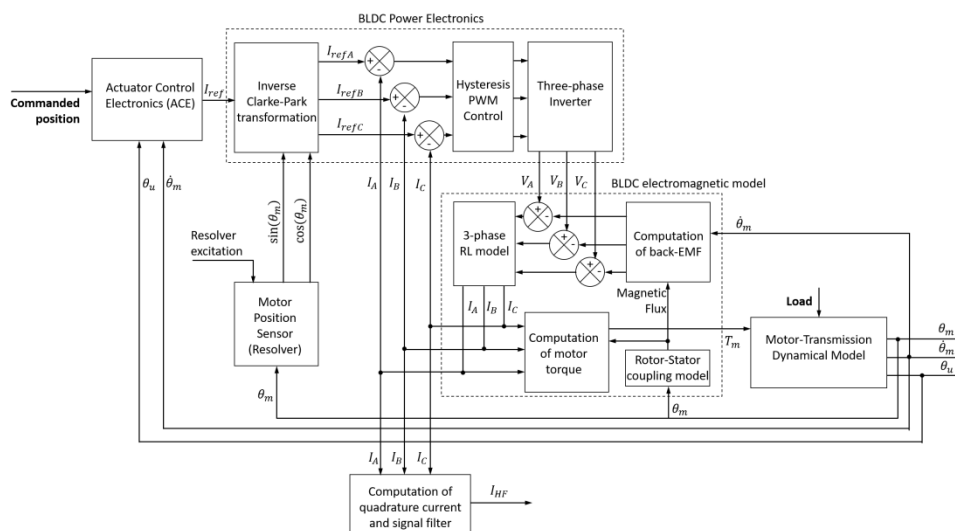 BLDC Power Electronics
Commanded
position
Actuator Control
Electronics (ACE)
I_ref
Inverse
Clarke-Park
transformation
I_refA
I_refB
I_refC
+
-
+
-
+
-
Hysteresis
PWM
Control
Three-phase
Inverter
θ_u
θ̇_m
sin(θ_m)
cos(θ_m)
I_A
I_B
I_C
V_A
V_B
V_C
BLDC electromagnetic model
Resolver
excitation
Motor
Position
Sensor
(Resolver)
3-phase
RL model
+
-
+
-
+
-
Computation
of back-EMF
θ̇_m
I_A
I_B
I_C
Magnetic
Flux
Load
Computation
of motor
torque
Rotor-Stator
coupling model
T_m
Motor-Transmission
Dynamical Model
θ_m
θ̇_m
θ_u
θ_m
θ_m
I_A
I_B
I_C
Computation of
quadrature current
and signal filter
I_HF